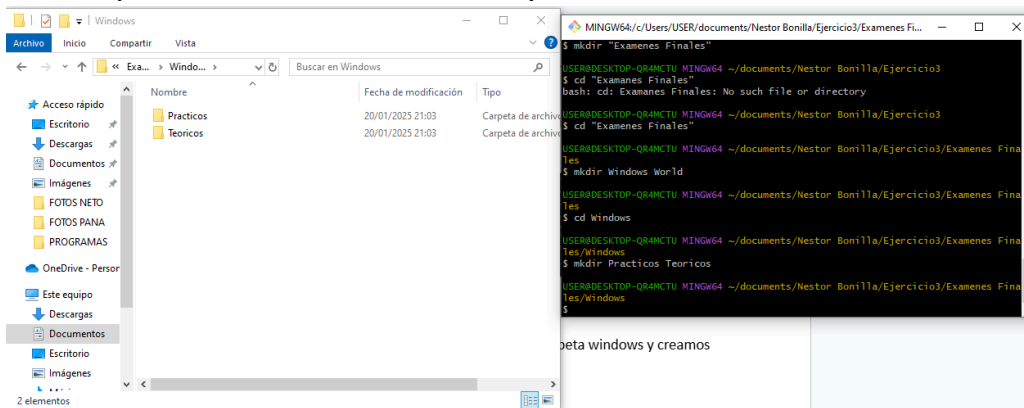 Windows
Archivo Inicio Compartir Vista
« Exa... > Windo... >
Buscar en Windows
Acceso rápido
Escritorio
Descargas
Documentos
Imágenes
FOTOS NETO
FOTOS PANA
PROGRAMAS
OneDrive - Person
Este equipo
Descargas
Documentos
Escritorio
Imágenes
Nombre Fecha de modificación Tipo
Practicos 20/01/2025 21:03 Carpeta de archivo
Teoricos 20/01/2025 21:03 Carpeta de archivo
2 elementos
MINGW64:/c/Users/USER/documents/Nestor Bonilla/Ejercicio3/Examenes Fi...
$ mkdir "Examenes Finales"
USER@DESKTOP-QR4MCTU MINGW64 ~/documents/Nestor Bonilla/Ejercicio3
$ cd "Examanes Finales"
bash: cd: Examanes Finales: No such file or directory
USER@DESKTOP-QR4MCTU MINGW64 ~/documents/Nestor Bonilla/Ejercicio3
$ cd "Examenes Finales"
USER@DESKTOP-QR4MCTU MINGW64 ~/documents/Nestor Bonilla/Ejercicio3/Examenes Fina
les
$ mkdir Windows World
USER@DESKTOP-QR4MCTU MINGW64 ~/documents/Nestor Bonilla/Ejercicio3/Examenes Fina
les
$ cd Windows
USER@DESKTOP-QR4MCTU MINGW64 ~/documents/Nestor Bonilla/Ejercicio3/Examenes Fina
les/Windows
$ mkdir Practicos Teoricos
USER@DESKTOP-QR4MCTU MINGW64 ~/documents/Nestor Bonilla/Ejercicio3/Examenes Fina
les/Windows
$
peta windows y creamos